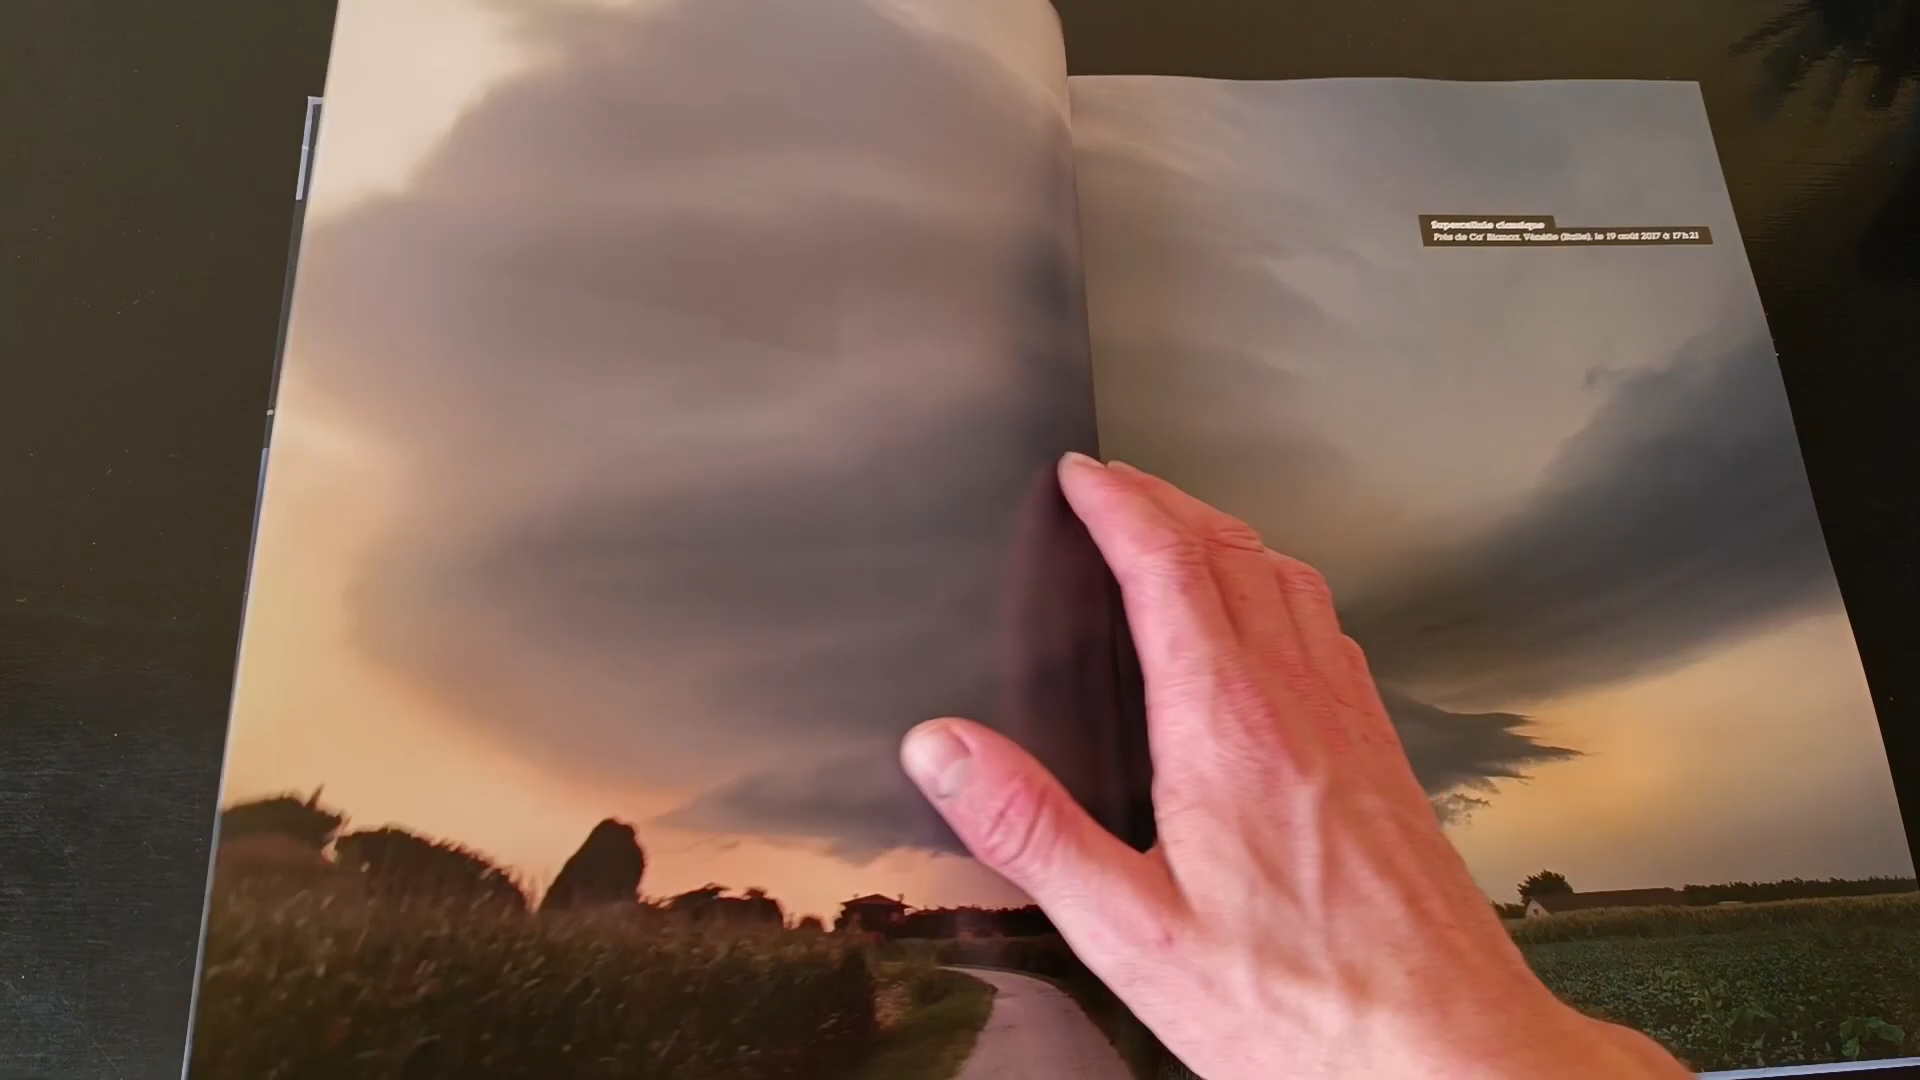 Supercellule classique
Près de Ca' Bianca, Vénétie (Italie), le 19 août 2017 à 17h21